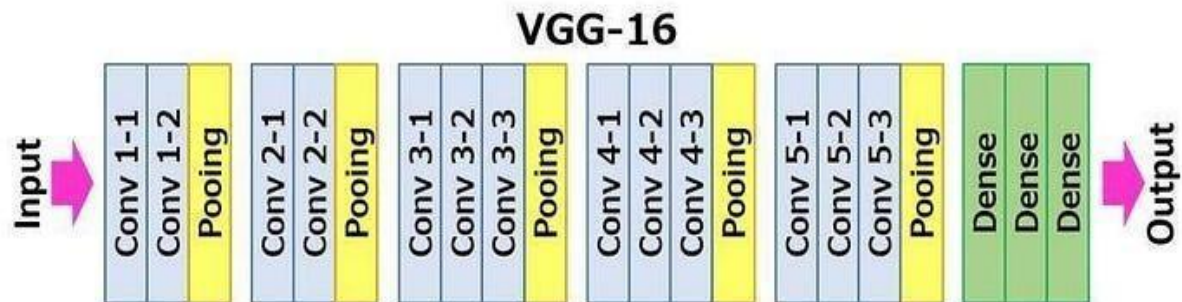 VGG-16
Input
Conv 1-1
Conv 1-2
Pooing
Conv 2-1
Conv 2-2
Pooing
Conv 3-1
Conv 3-2
Conv 3-3
Pooing
Conv 4-1
Conv 4-2
Conv 4-3
Pooing
Conv 5-1
Conv 5-2
Conv 5-3
Pooing
Dense
Dense
Dense
Output